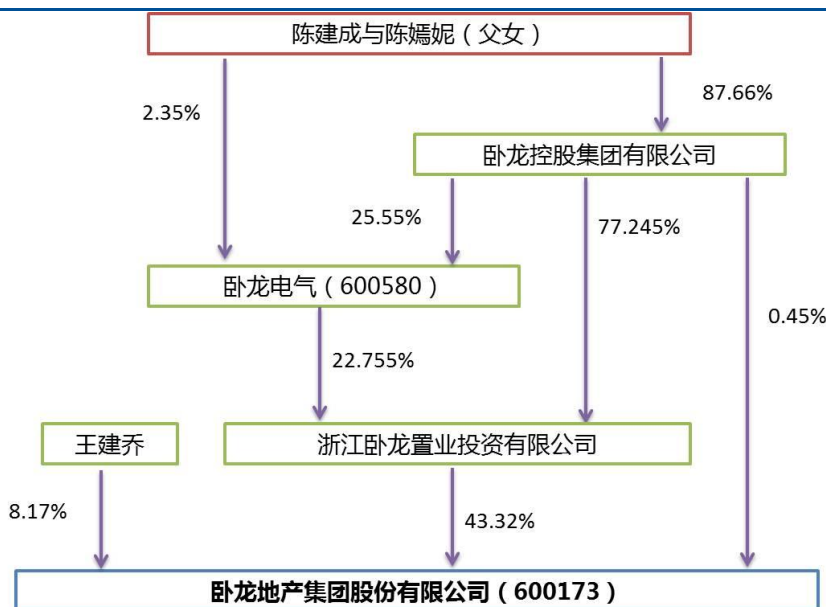 陈建成与陈嫣妮（父女）
2.35%
87.66%
卧龙控股集团有限公司
25.55%
77.245%
卧龙电气（600580）
0.45%
22.755%
王建乔
浙江卧龙置业投资有限公司
8.17%
43.32%
卧龙地产集团股份有限公司（600173）